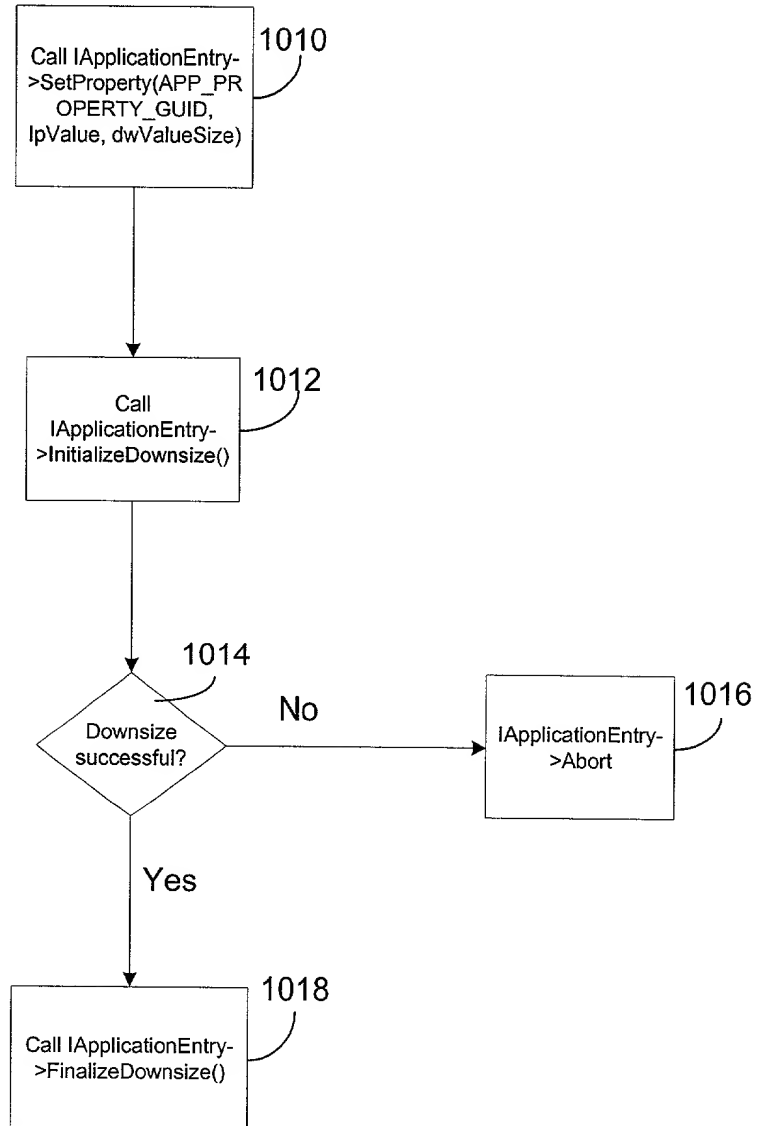 Call IApplicationEntry-
>SetProperty(APP_PR
OPERTY_GUID,
lpValue, dwValueSize)
1010
Call
IApplicationEntry-
>InitializeDownsize()
1012
1014
Downsize
successful?
No
IApplicationEntry-
>Abort
1016
Yes
Call IApplicationEntry-
>FinalizeDownsize()
1018